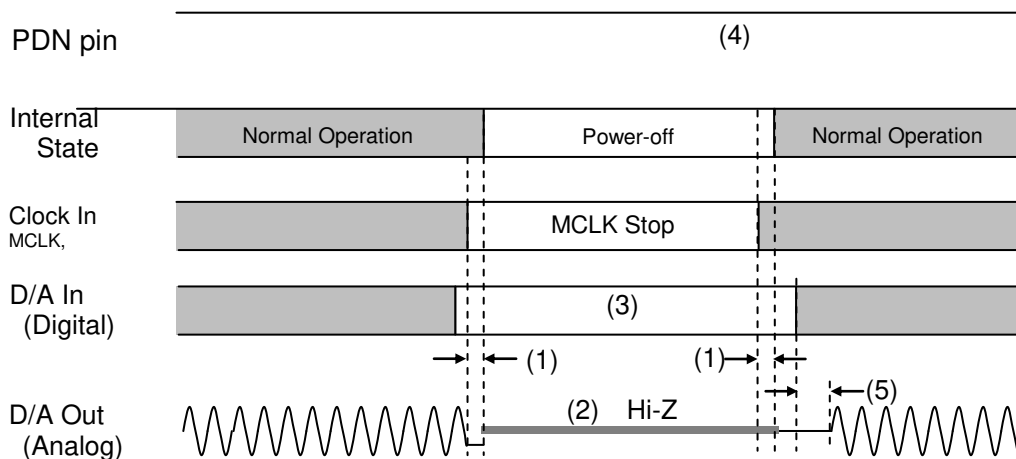 PDN pin
(4)
Internal
State
Normal Operation
Power-off
Normal Operation
Clock In
MCLK,
MCLK Stop
D/A In
(Digital)
(3)
(1)
(1)
(5)
D/A Out
(Analog)
(2)
Hi-Z